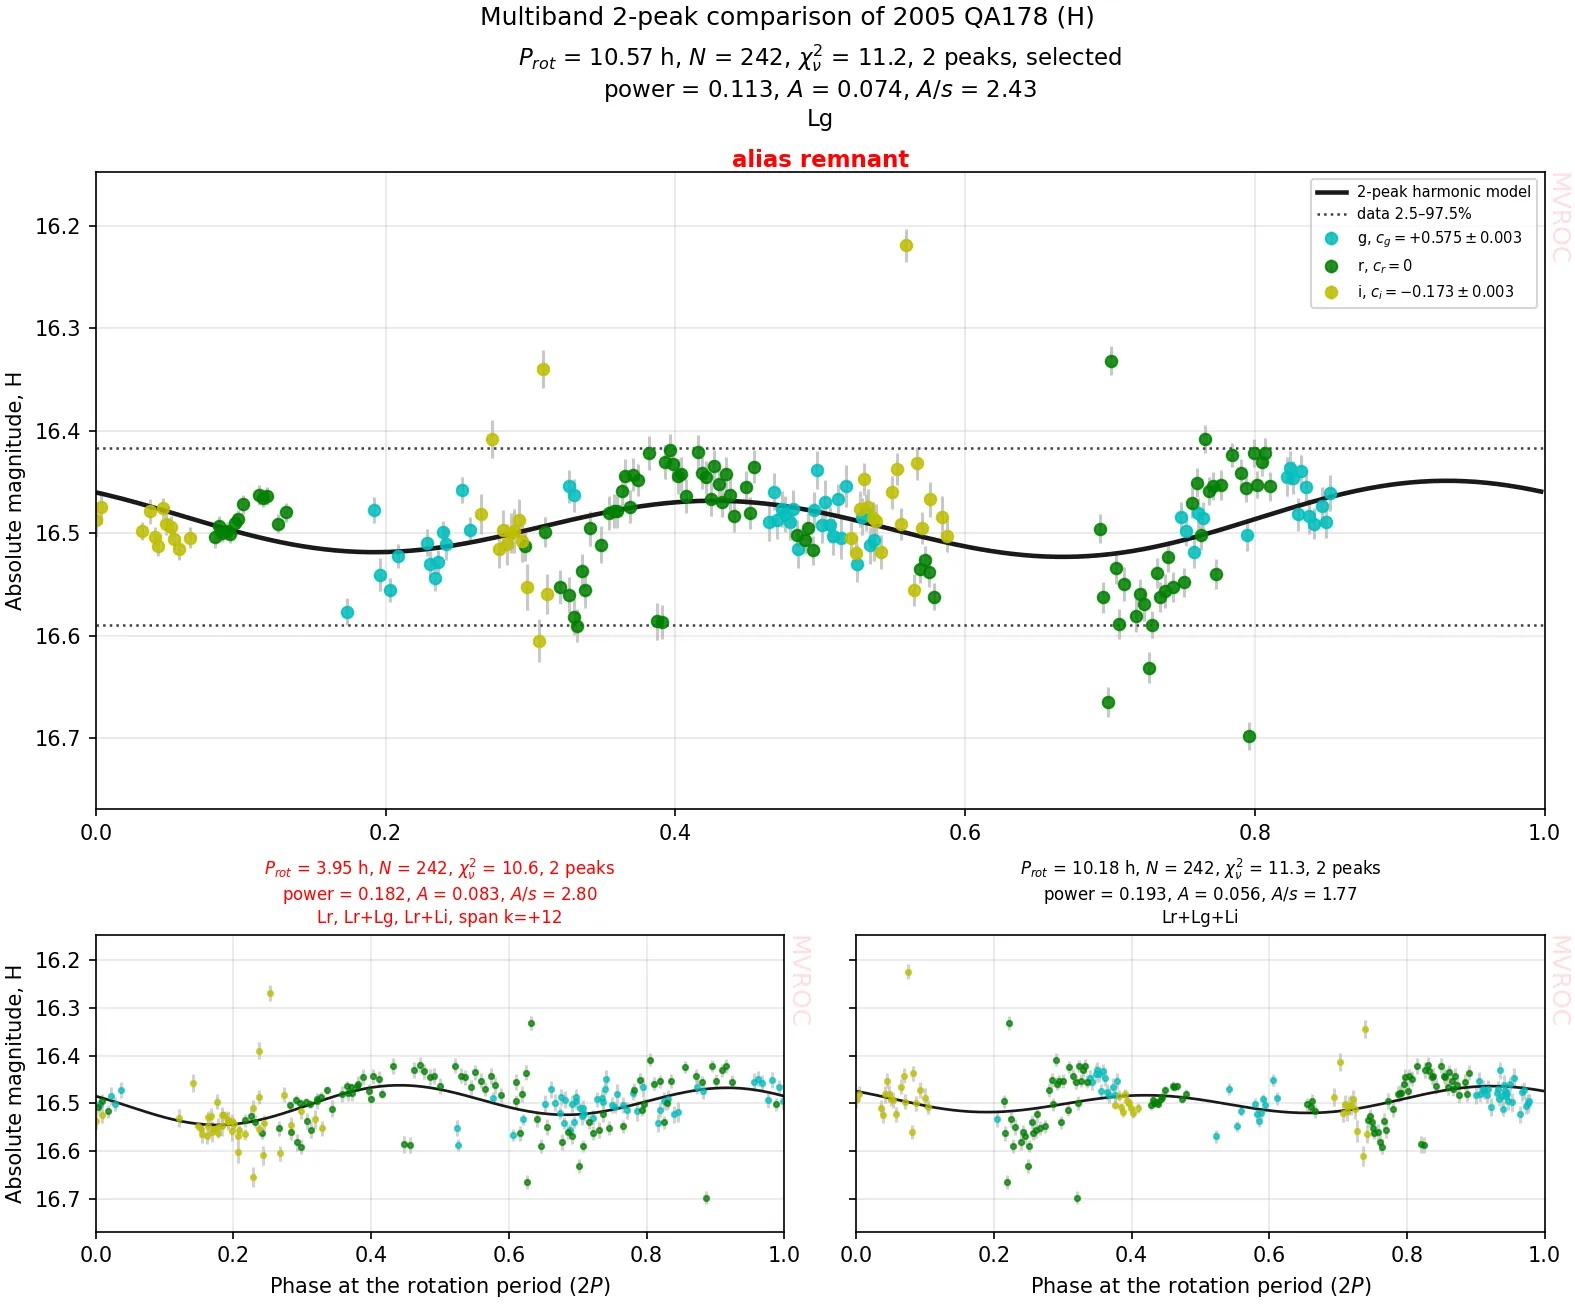 Multiband 2-peak comparison of 2005 QA178 (H)
P_rot = 10.57 h, N = 242, χ²_ν = 11.2, 2 peaks, selected
power = 0.113, A = 0.074, A/s = 2.43
Lg
alias remnant
MVROC
2-peak harmonic model
data 2.5–97.5%
g, c_g = +0.575 ± 0.003
r, c_r = 0
i, c_i = −0.173 ± 0.003
Absolute magnitude, H
16.2
16.3
16.4
16.5
16.6
16.7
0.0 0.2 0.4 0.6 0.8 1.0
P_rot = 3.95 h, N = 242, χ²_ν = 10.6, 2 peaks
power = 0.182, A = 0.083, A/s = 2.80
Lr, Lr+Lg, Lr+Li, span k=+12
MVROC
Absolute magnitude, H
16.2
16.3
16.4
16.5
16.6
16.7
0.0 0.2 0.4 0.6 0.8 1.0
Phase at the rotation period (2P)
P_rot = 10.18 h, N = 242, χ²_ν = 11.3, 2 peaks
power = 0.193, A = 0.056, A/s = 1.77
Lr+Lg+Li
MVROC
0.0 0.2 0.4 0.6 0.8 1.0
Phase at the rotation period (2P)